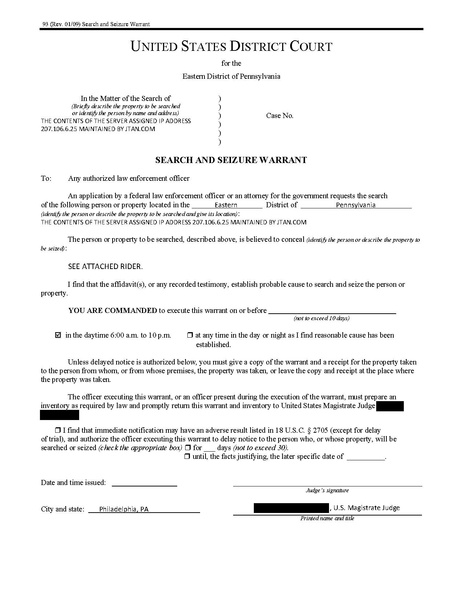 93 (Rev. 01/09) Search and Seizure Warrant
UNITED STATES DISTRICT COURT
for the
Eastern District of Pennsylvania
In the Matter of the Search of
(Briefly describe the property to be searched
or identify the person by name and address)
THE CONTENTS OF THE SERVER ASSIGNED IP ADDRESS
207.106.6.25 MAINTAINED BY JTAN.COM
)
)
)
)
)
)
Case No.
SEARCH AND SEIZURE WARRANT
To: Any authorized law enforcement officer
An application by a federal law enforcement officer or an attorney for the government requests the search
of the following person or property located in the Eastern District of Pennsylvania
(identify the person or describe the property to be searched and give its location):
THE CONTENTS OF THE SERVER ASSIGNED IP ADDRESS 207.106.6.25 MAINTAINED BY JTAN.COM
The person or property to be searched, described above, is believed to conceal (identify the person or describe the property to
be seized):
SEE ATTACHED RIDER.
I find that the affidavit(s), or any recorded testimony, establish probable cause to search and seize the person or
property.
YOU ARE COMMANDED to execute this warrant on or before
(not to exceed 10 days)
☑ in the daytime 6:00 a.m. to 10 p.m. ☐ at any time in the day or night as I find reasonable cause has been
established.
Unless delayed notice is authorized below, you must give a copy of the warrant and a receipt for the property taken
to the person from whom, or from whose premises, the property was taken, or leave the copy and receipt at the place where
the property was taken.
The officer executing this warrant, or an officer present during the execution of the warrant, must prepare an
inventory as required by law and promptly return this warrant and inventory to United States Magistrate Judge
☐ I find that immediate notification may have an adverse result listed in 18 U.S.C. § 2705 (except for delay
of trial), and authorize the officer executing this warrant to delay notice to the person who, or whose property, will be
searched or seized (check the appropriate box) ☐ for ___ days (not to exceed 30).
☐ until, the facts justifying, the later specific date of ________.
Date and time issued:
Judge's signature
City and state: Philadelphia, PA
, U.S. Magistrate Judge
Printed name and title